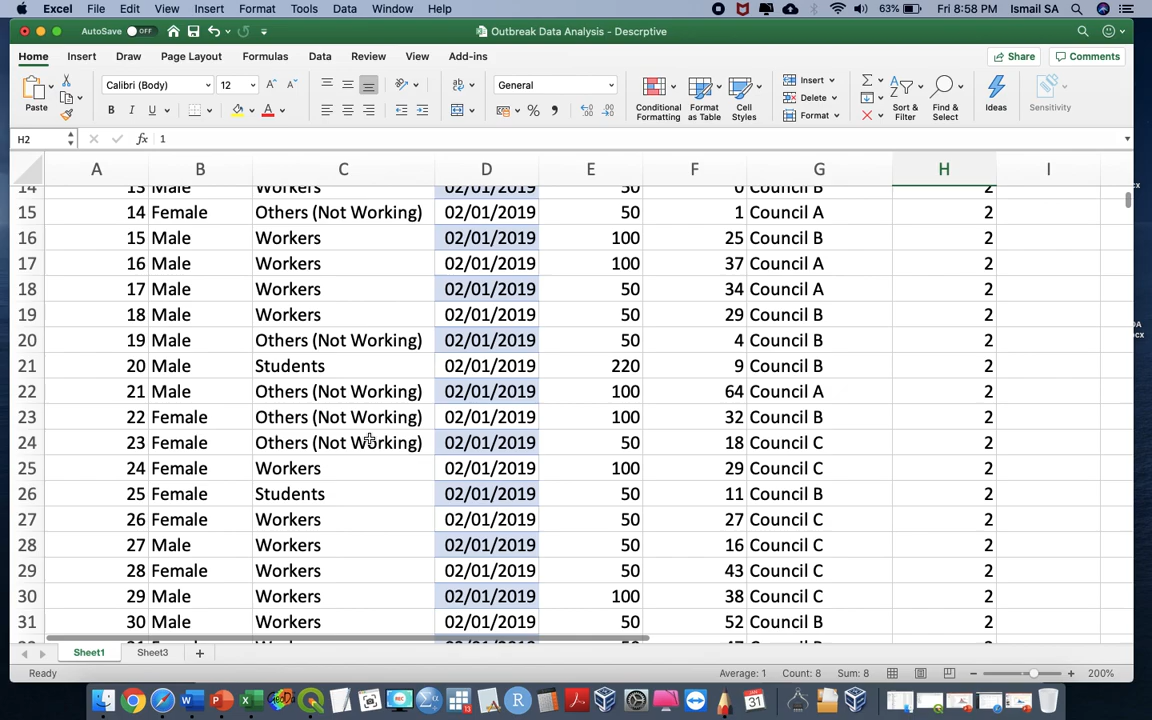 Excel File Edit View Insert Format Tools Data Window Help 63% Fri 8:58 PM Ismail SA
AutoSave OFF Outbreak Data Analysis - Descrptive
Home Insert Draw Page Layout Formulas Data Review View Add-ins Share Comments
Paste Calibri (Body) 12 General Conditional Formatting Format as Table Cell Styles Insert Delete Format Sort & Filter Find & Select Ideas Sensitivity
H2 fx 1
A B C D E F G H I
14 13 Male Workers 02/01/2019 50 0 Council B 2
15 14 Female Others (Not Working) 02/01/2019 50 1 Council A 2
16 15 Male Workers 02/01/2019 100 25 Council B 2
17 16 Male Workers 02/01/2019 100 37 Council A 2
18 17 Male Workers 02/01/2019 50 34 Council A 2
19 18 Male Workers 02/01/2019 50 29 Council B 2
20 19 Male Others (Not Working) 02/01/2019 50 4 Council B 2
21 20 Male Students 02/01/2019 220 9 Council B 2
22 21 Male Others (Not Working) 02/01/2019 100 64 Council A 2
23 22 Female Others (Not Working) 02/01/2019 100 32 Council B 2
24 23 Female Others (Not Working) 02/01/2019 50 18 Council C 2
25 24 Female Workers 02/01/2019 100 29 Council C 2
26 25 Female Students 02/01/2019 50 11 Council B 2
27 26 Female Workers 02/01/2019 50 27 Council C 2
28 27 Male Workers 02/01/2019 50 16 Council C 2
29 28 Female Workers 02/01/2019 50 43 Council C 2
30 29 Male Workers 02/01/2019 100 38 Council C 2
31 30 Male Workers 02/01/2019 50 52 Council B 2
Sheet1 Sheet3
Ready Average: 1 Count: 8 Sum: 8 200%